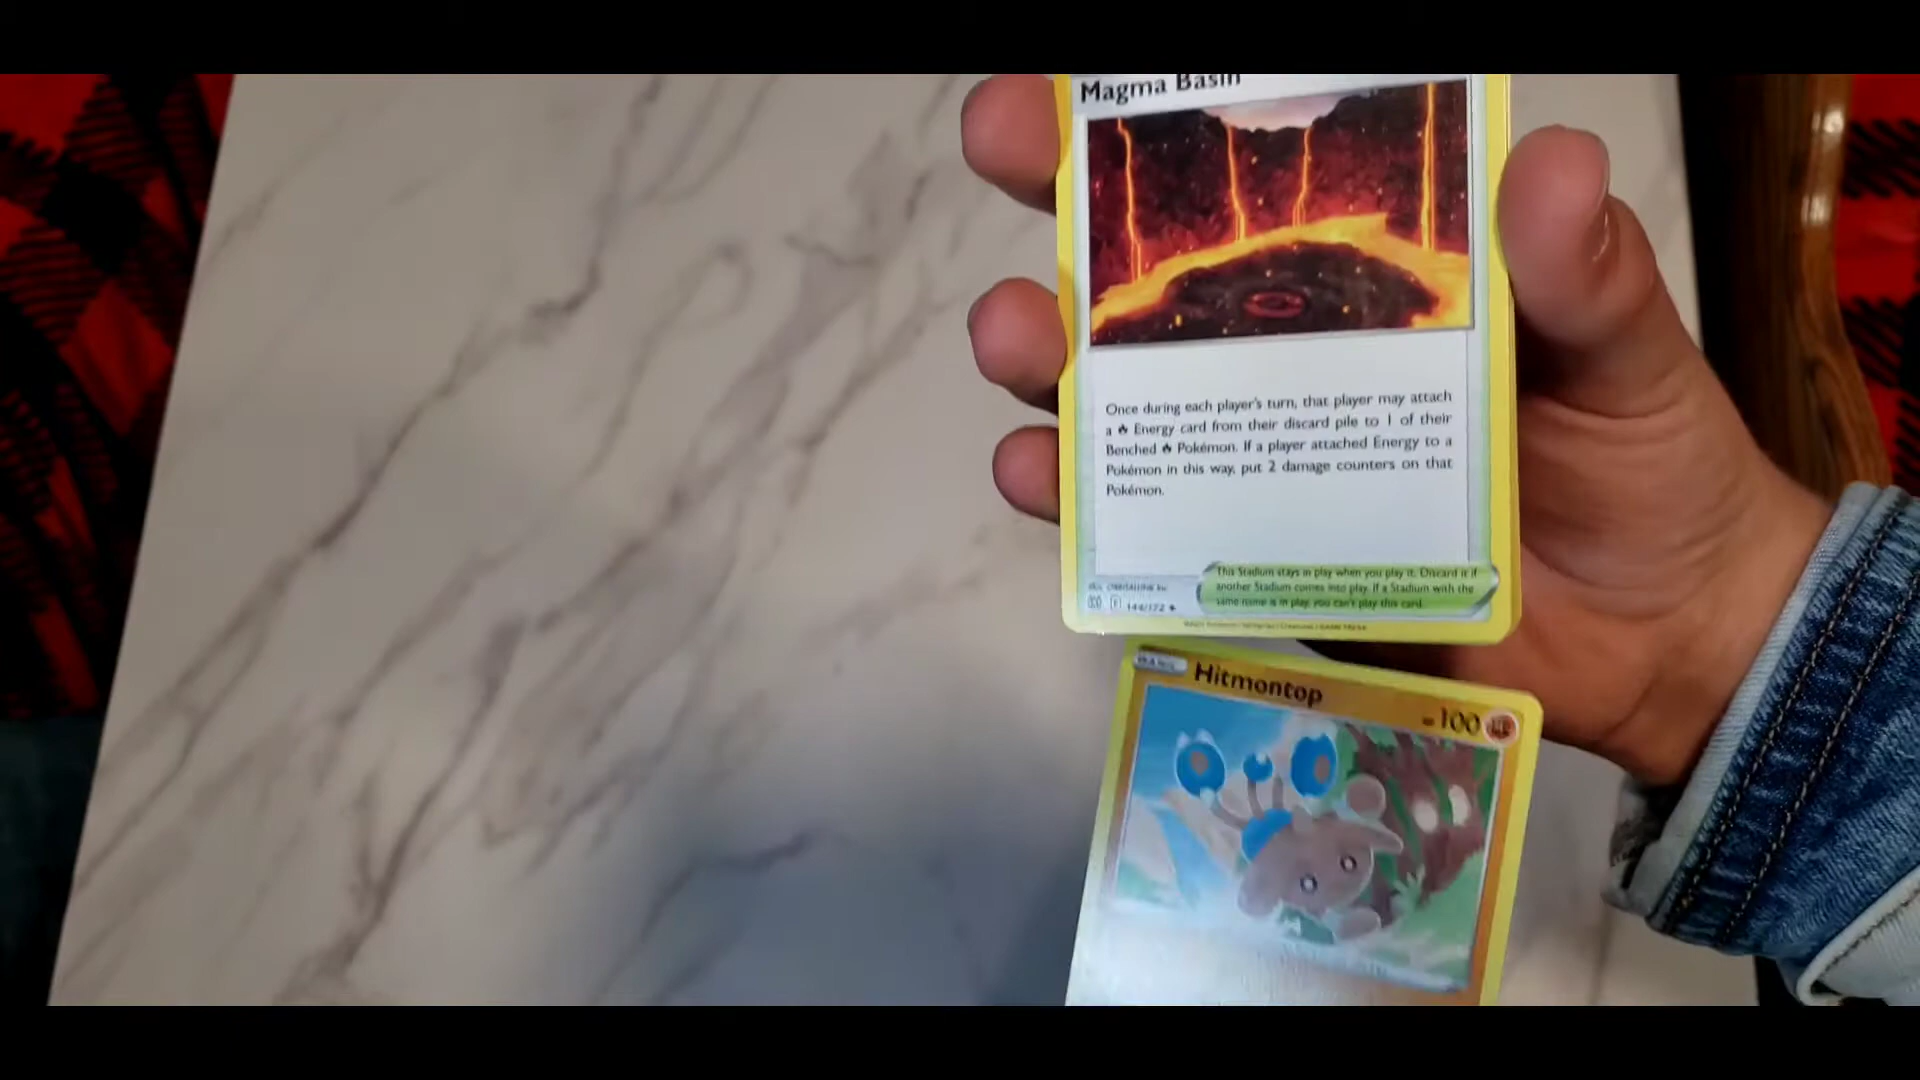 Magma Basin
Once during each player's turn, that player may attach
a Energy card from their discard pile to 1 of their
Benched Pokémon. If a player attached Energy to a
Pokémon in this way, put 2 damage counters on that
Pokémon.
This Stadium stays in play when you play it. Discard it if
another Stadium comes into play. If a Stadium with the
same name is in play, you can't play this card.
144/172
Hitmontop
100